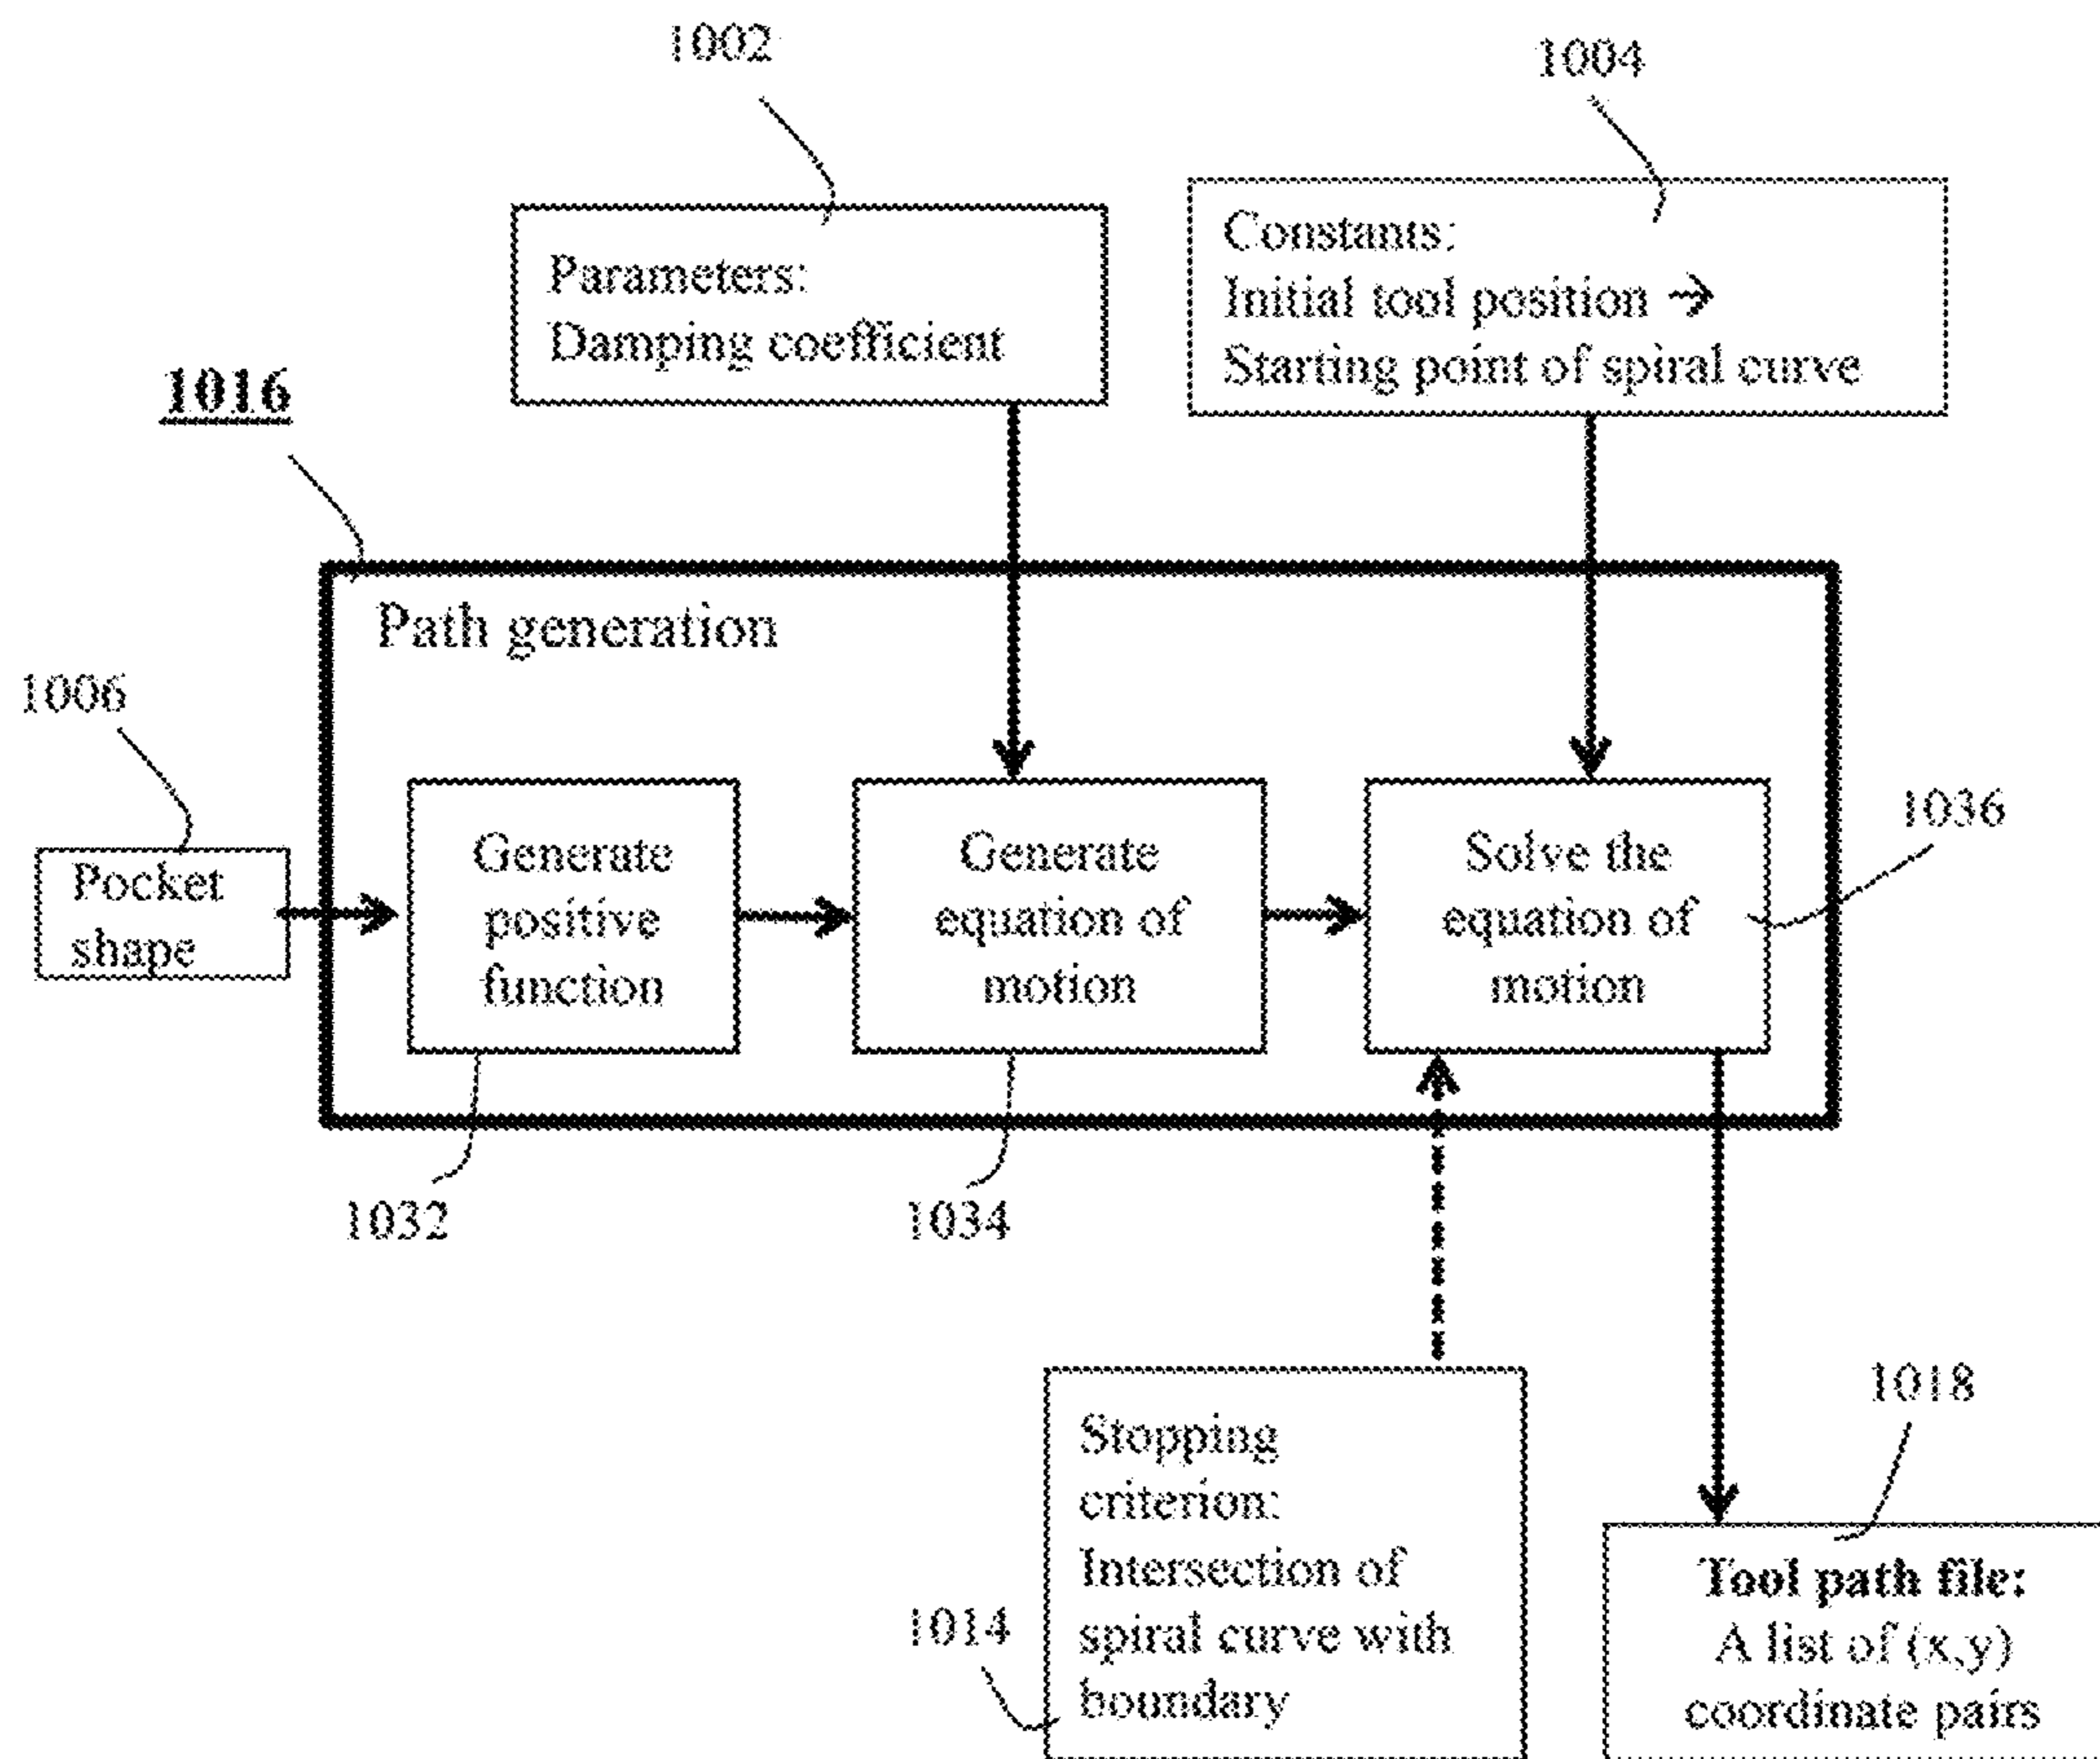 1002
1004
Parameters:
Damping coefficient
Constants:
Initial tool position →
Starting point of spiral curve
1016
Path generation
1006
Pocket
shape
Generate
positive
function
Generate
equation of
motion
Solve the
equation of
motion
1036
1032
1034
1018
Stopping
criterion:
Intersection of
spiral curve with
boundary
1014
Tool path file:
A list of (x,y)
coordinate pairs